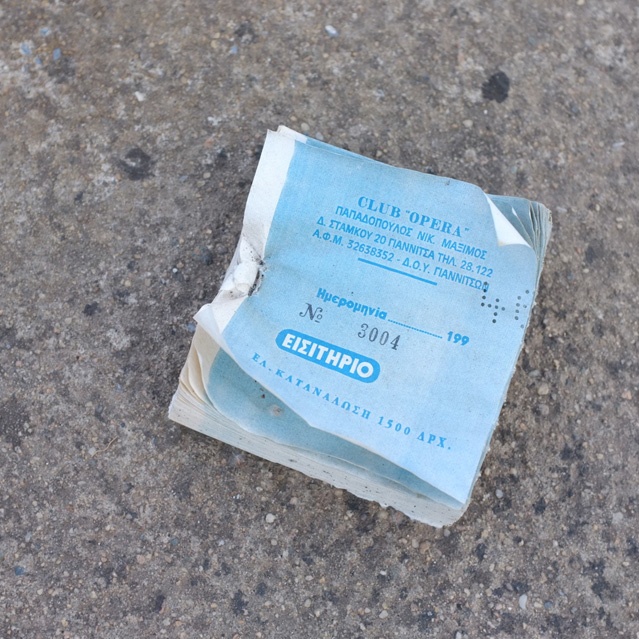 CLUB "OPERA"
ΠΑΠΑΔΟΠΟΥΛΟΣ ΝΙΚ. ΜΑΞΙΜΟΣ
Δ. ΣΤΑΜΚΟΥ 20 ΓΙΑΝΝΙΤΣΑ ΤΗΛ. 28.122
Α.Φ.Μ. 32638352 - Δ.Ο.Υ. ΓΙΑΝΝΙΤΣΩΝ
Ημερομηνία.................... 199
№ 3004
ΕΙΣΙΤΗΡΙΟ
ΕΛ. ΚΑΤΑΝΑΛΩΣΗ 1500 ΔΡΧ.